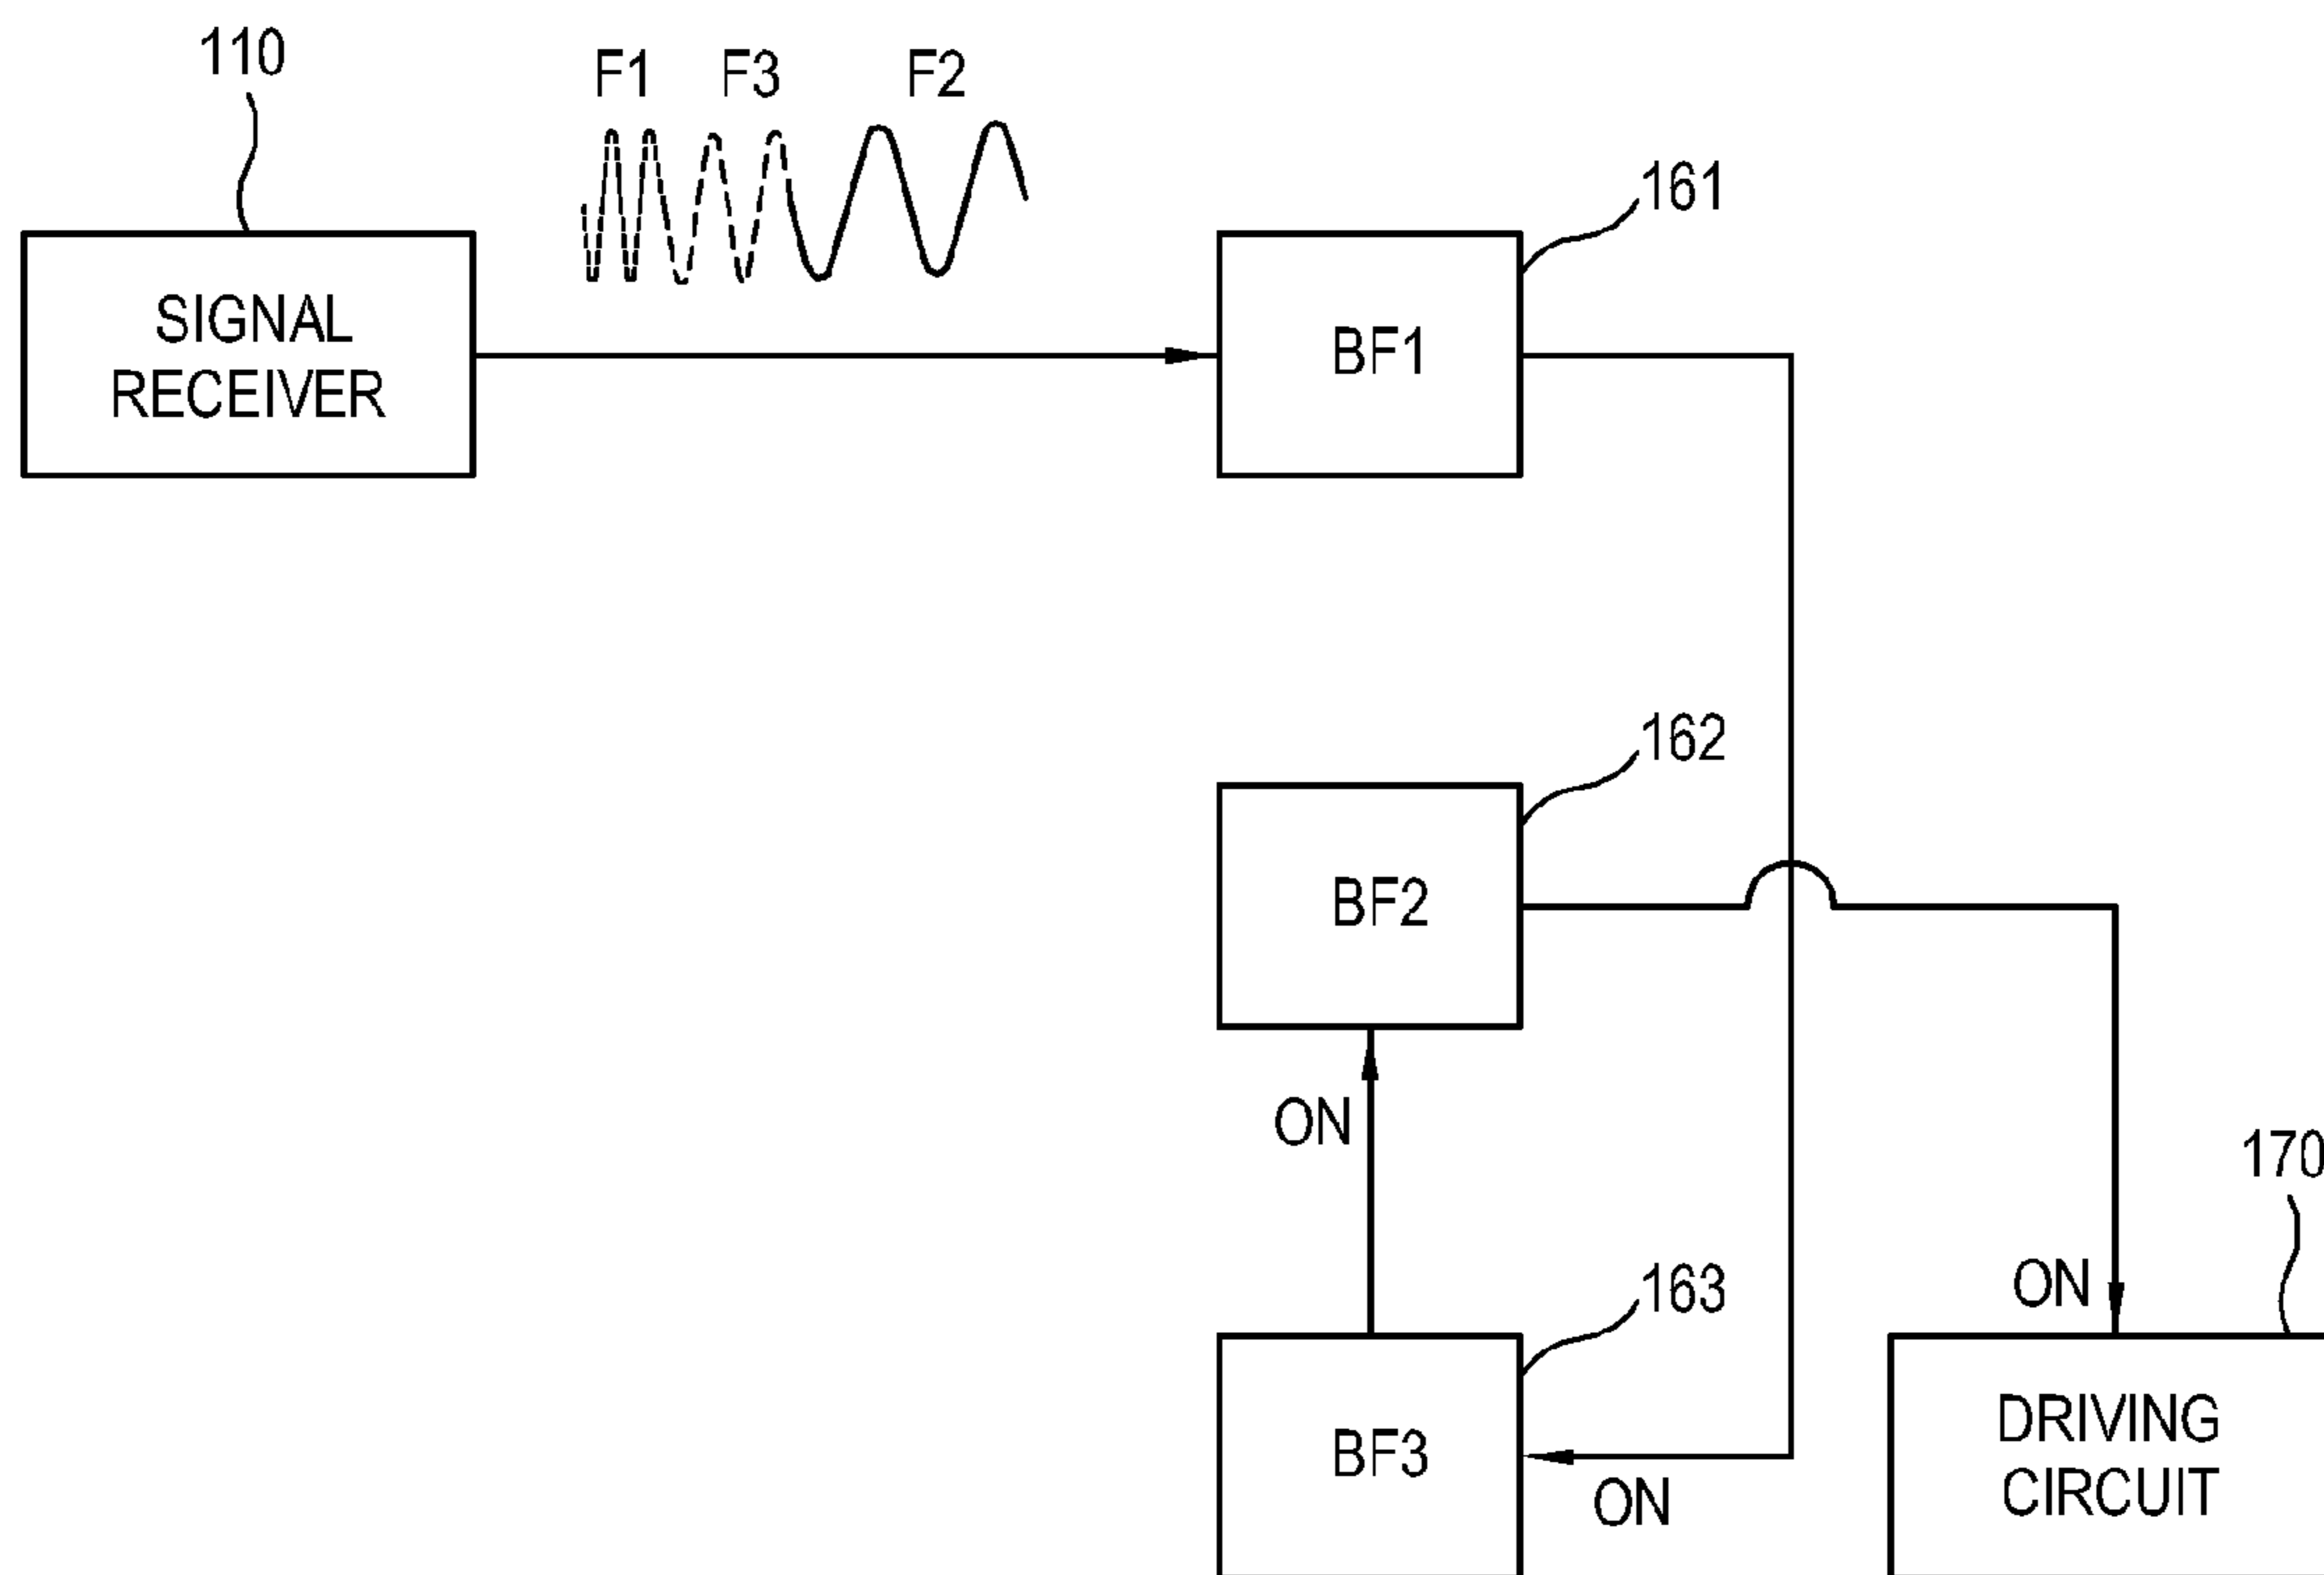 110
F1
F3
F2
161
SIGNAL
RECEIVER
BF1
162
BF2
ON
170
163
ON
BF3
DRIVING
CIRCUIT
ON